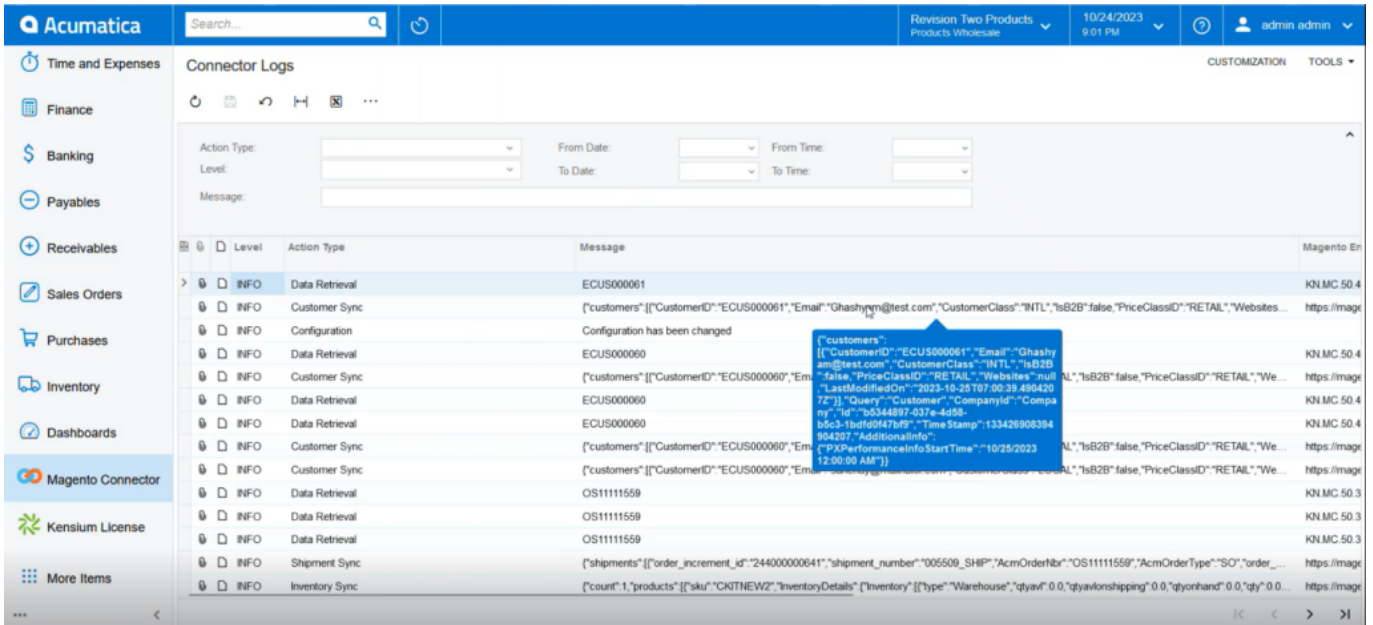 Acumatica
Search...
Revision Two Products
Products Wholesale
10/24/2023
9:01 PM
admin admin
Time and Expenses
Finance
Banking
Payables
Receivables
Sales Orders
Purchases
Inventory
Dashboards
Magento Connector
Kensium License
More Items
Connector Logs
CUSTOMIZATION TOOLS
Action Type: From Date: From Time:
Level: To Date: To Time:
Message:
Level Action Type Message Magento En
INFO Data Retrieval ECUS000061 KN.MC.50.4
INFO Customer Sync {"customers":[{"CustomerID":"ECUS000061","Email":"Ghashyam@test.com","CustomerClass":"INTL","IsB2B":false,"PriceClassID":"RETAIL","Websites... https://mage
INFO Configuration Configuration has been changed
INFO Data Retrieval ECUS000060 KN.MC.50.4
INFO Customer Sync {"customers":[{"CustomerID":"ECUS000060","Em AL","IsB2B":false,"PriceClassID":"RETAIL","We... https://mage
INFO Data Retrieval ECUS000060 KN.MC.50.4
INFO Data Retrieval ECUS000060 KN.MC.50.4
INFO Customer Sync {"customers":[{"CustomerID":"ECUS000060","Em AL","IsB2B":false,"PriceClassID":"RETAIL","We... https://mage
INFO Customer Sync {"customers":[{"CustomerID":"ECUS000060","Em AL","IsB2B":false,"PriceClassID":"RETAIL","We... https://mage
INFO Data Retrieval OS11111559 KN.MC.50.3
INFO Data Retrieval OS11111559 KN.MC.50.3
INFO Data Retrieval OS11111559 KN.MC.50.3
INFO Shipment Sync {"shipments":[{"order_increment_id":"244000000641","shipment_number":"005509_SHIP","AcmOrderNbr":"OS11111559","AcmOrderType":"SO","order_... https://mage
INFO Inventory Sync {"count":1,"products":[{"sku":"CKITNEW2","InventoryDetails":{"Inventory":[{"type":"Warehouse","qtyavl":0.0,"qtyavlonshipping":0.0,"qtyonhand":0.0,"qty":0.0... https://mage
{"customers":
[{"CustomerID":"ECUS000061","Email":"Ghashy
am@test.com","CustomerClass":"INTL","IsB2B
":false,"PriceClassID":"RETAIL","Websites":null
,"LastModifiedOn":"2023-10-25T07:00:39.490420
7Z"}],"Query":"Customer","CompanyId":"Compa
ny","Id":"b5344897-037e-4d58-
b5c3-1bdfd0f47bf9","TimeStamp":133426908394
904207,"AdditionalInfo":
{"PXPerformanceInfoStartTime":"10/25/2023
12:00:00 AM"}}